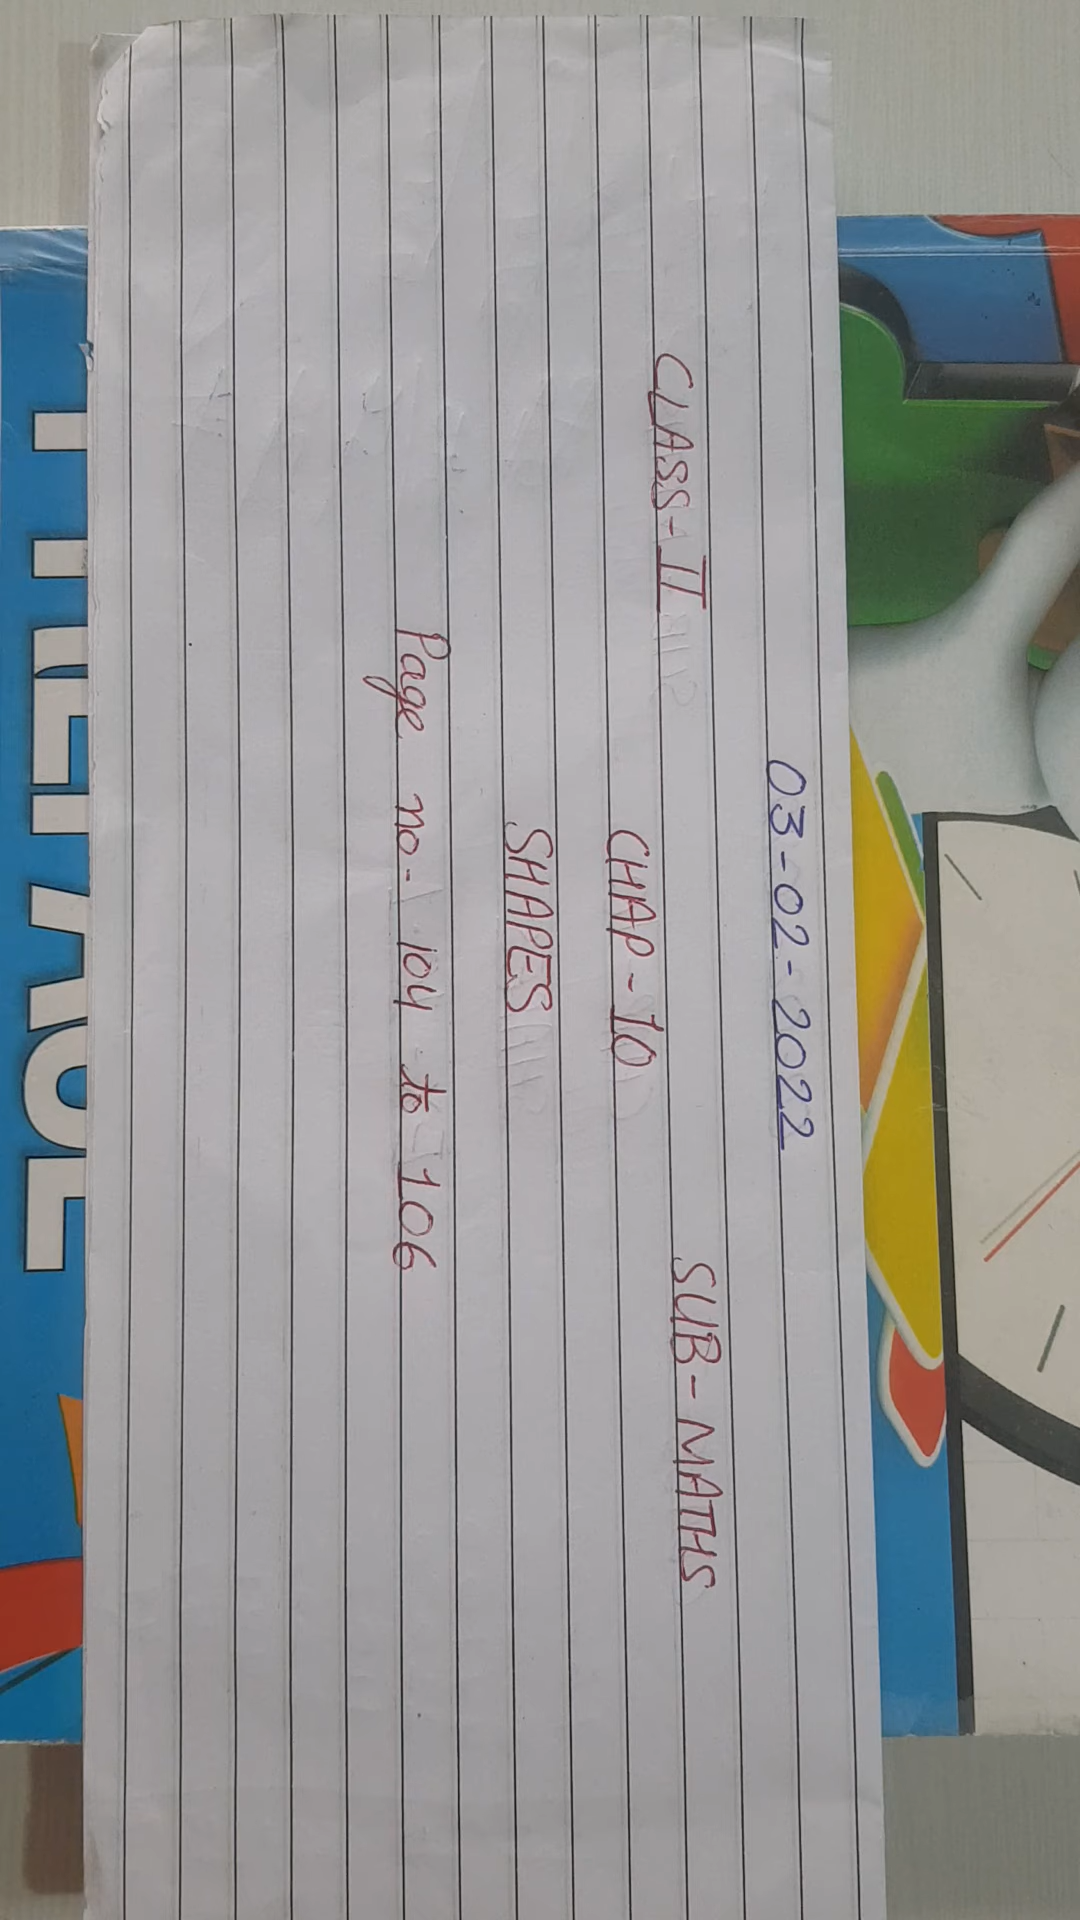 03-02-2022
CLASS-II SUB-MATHS
CHAP-10
SHAPES
Page no- 104 to 106